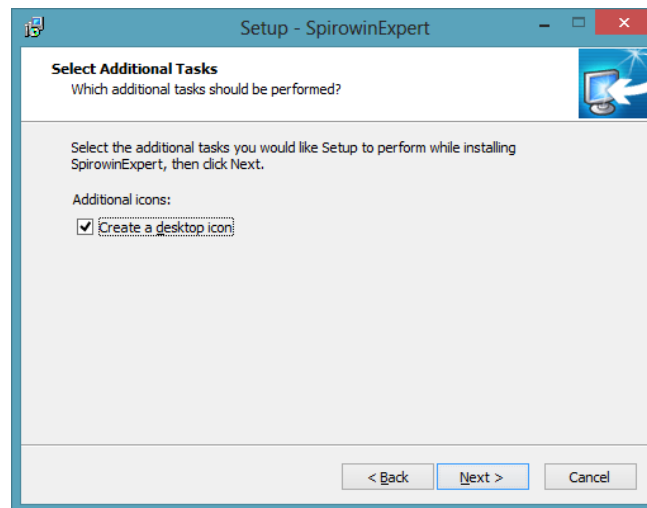 Setup - SpirowinExpert
Select Additional Tasks
Which additional tasks should be performed?
Select the additional tasks you would like Setup to perform while installing
SpirowinExpert, then click Next.
Additional icons:
Create a desktop icon
< Back Next > Cancel